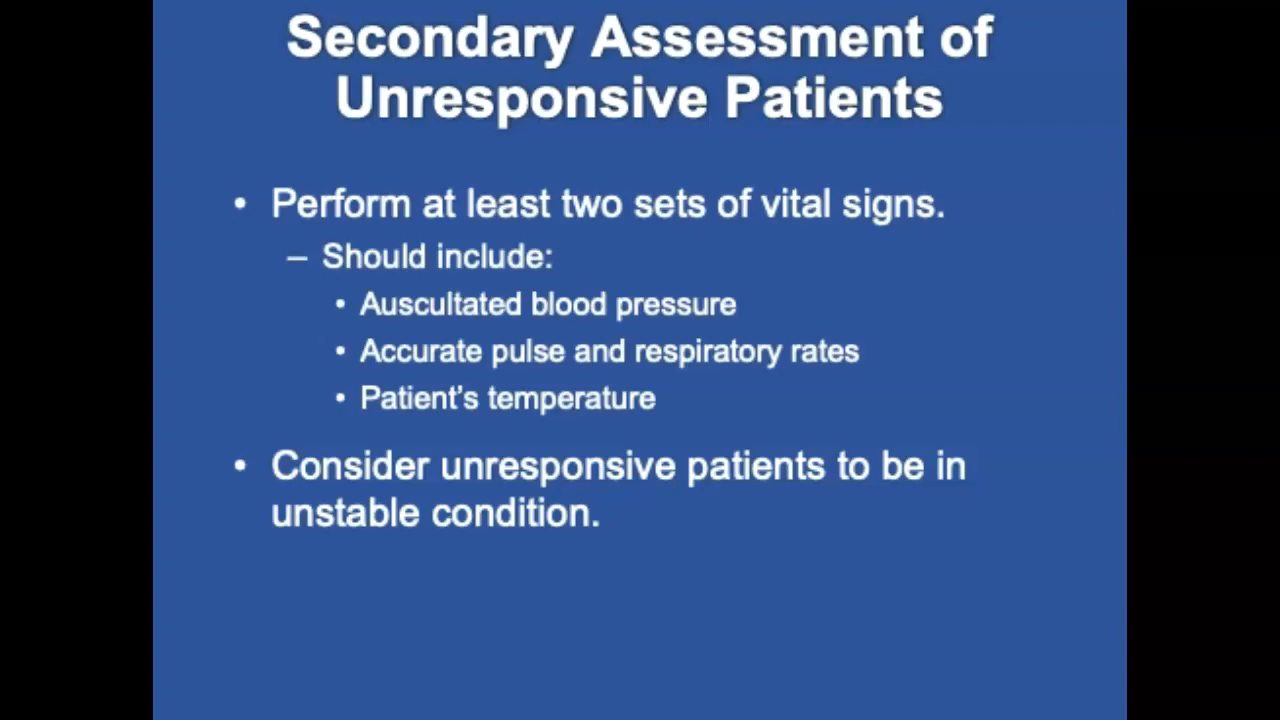 Secondary Assessment of
Unresponsive Patients
• Perform at least two sets of vital signs.
– Should include:
• Auscultated blood pressure
• Accurate pulse and respiratory rates
• Patient’s temperature
• Consider unresponsive patients to be in
unstable condition.